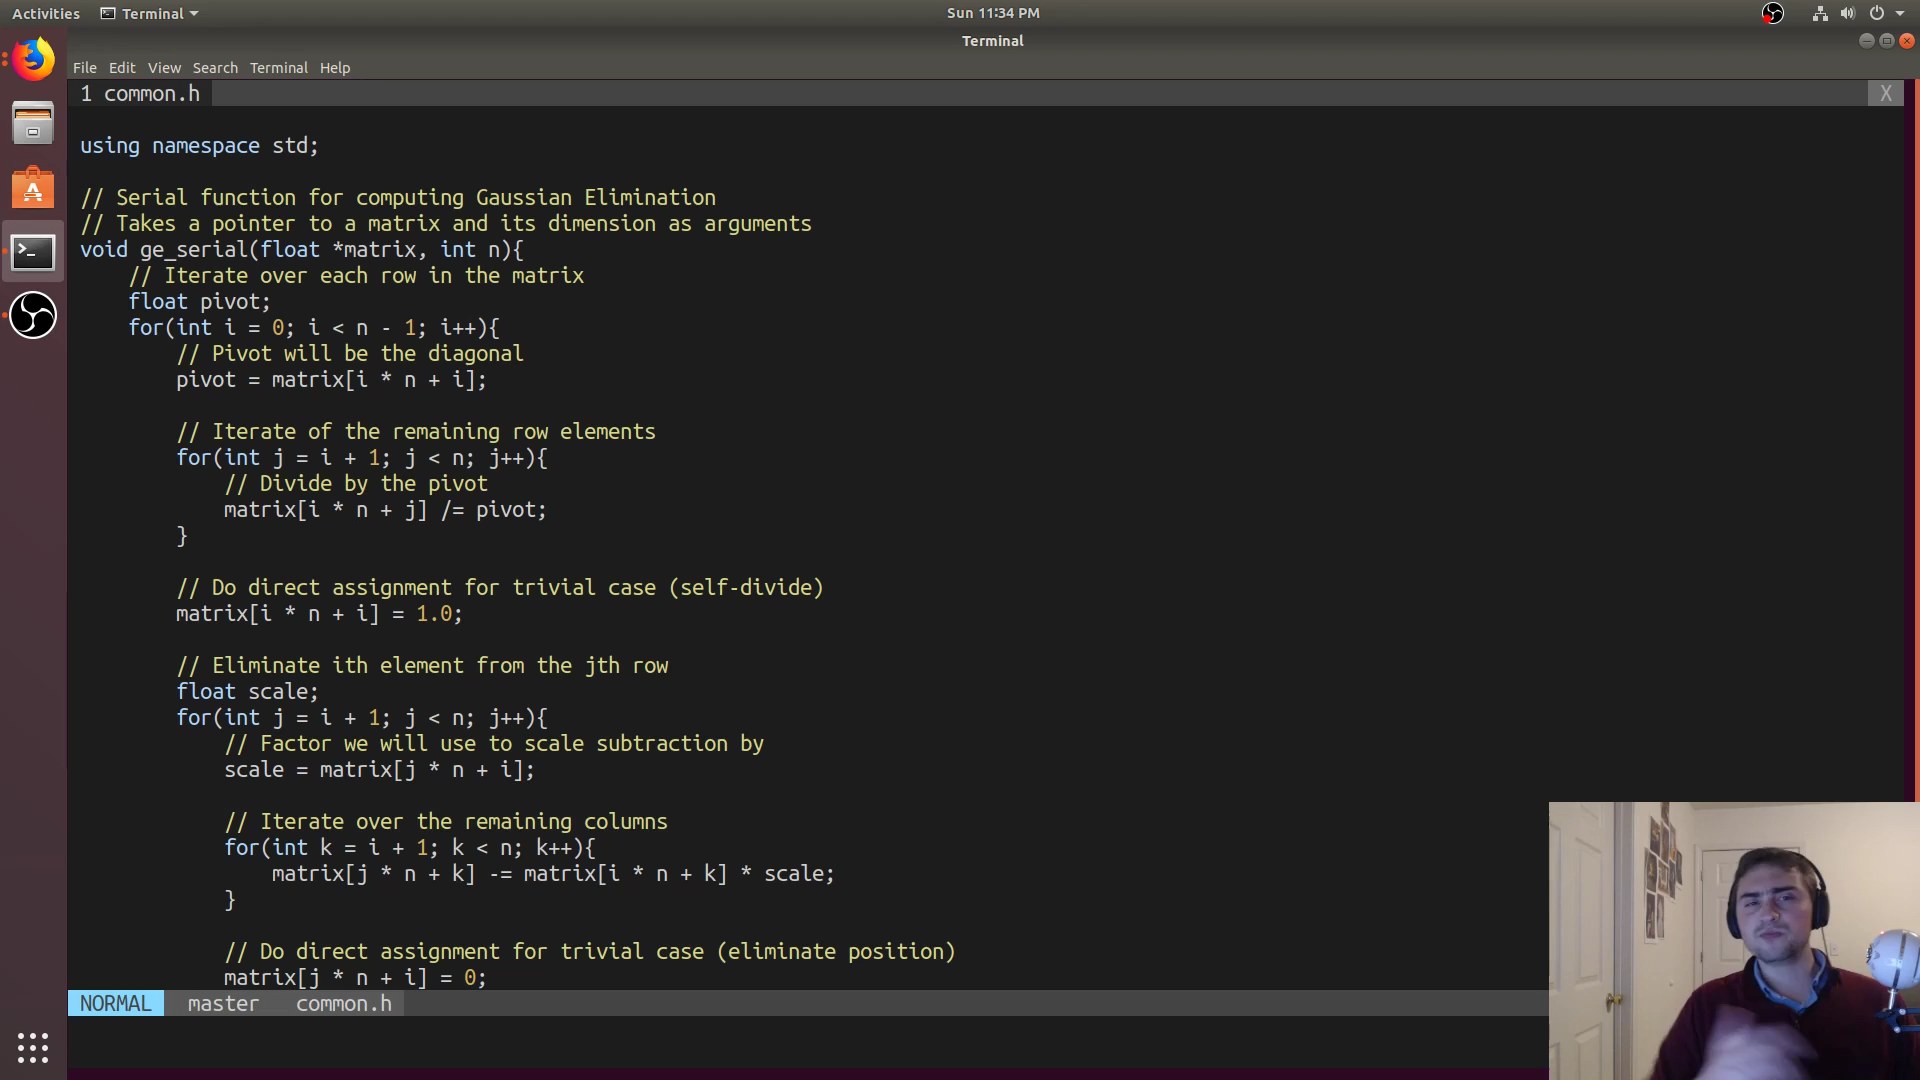 Activities
Terminal
Sun 11:34 PM
Terminal
File Edit View Search Terminal Help
1 common.h
X
using namespace std;
// Serial function for computing Gaussian Elimination
// Takes a pointer to a matrix and its dimension as arguments
void ge_serial(float *matrix, int n){
// Iterate over each row in the matrix
float pivot;
for(int i = 0; i < n - 1; i++){
// Pivot will be the diagonal
pivot = matrix[i * n + i];
// Iterate of the remaining row elements
for(int j = i + 1; j < n; j++){
// Divide by the pivot
matrix[i * n + j] /= pivot;
}
// Do direct assignment for trivial case (self-divide)
matrix[i * n + i] = 1.0;
// Eliminate ith element from the jth row
float scale;
for(int j = i + 1; j < n; j++){
// Factor we will use to scale subtraction by
scale = matrix[j * n + i];
// Iterate over the remaining columns
for(int k = i + 1; k < n; k++){
matrix[j * n + k] -= matrix[i * n + k] * scale;
}
// Do direct assignment for trivial case (eliminate position)
matrix[j * n + i] = 0;
NORMAL master common.h